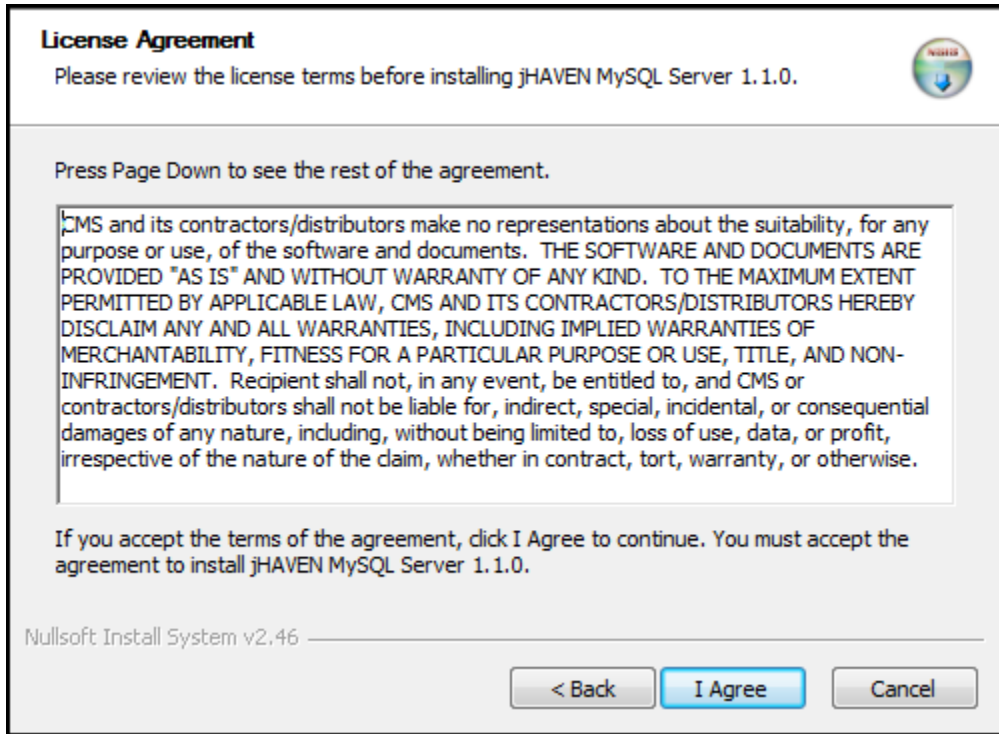 License Agreement
Please review the license terms before installing jHAVEN MySQL Server 1.1.0.
NSIS
Press Page Down to see the rest of the agreement.
CMS and its contractors/distributors make no representations about the suitability, for any
purpose or use, of the software and documents.  THE SOFTWARE AND DOCUMENTS ARE
PROVIDED "AS IS" AND WITHOUT WARRANTY OF ANY KIND.  TO THE MAXIMUM EXTENT
PERMITTED BY APPLICABLE LAW, CMS AND ITS CONTRACTORS/DISTRIBUTORS HEREBY
DISCLAIM ANY AND ALL WARRANTIES, INCLUDING IMPLIED WARRANTIES OF
MERCHANTABILITY, FITNESS FOR A PARTICULAR PURPOSE OR USE, TITLE, AND NON-
INFRINGEMENT.  Recipient shall not, in any event, be entitled to, and CMS or
contractors/distributors shall not be liable for, indirect, special, incidental, or consequential
damages of any nature, including, without being limited to, loss of use, data, or profit,
irrespective of the nature of the claim, whether in contract, tort, warranty, or otherwise.
If you accept the terms of the agreement, click I Agree to continue. You must accept the
agreement to install jHAVEN MySQL Server 1.1.0.
Nullsoft Install System v2.46
< Back
I Agree
Cancel